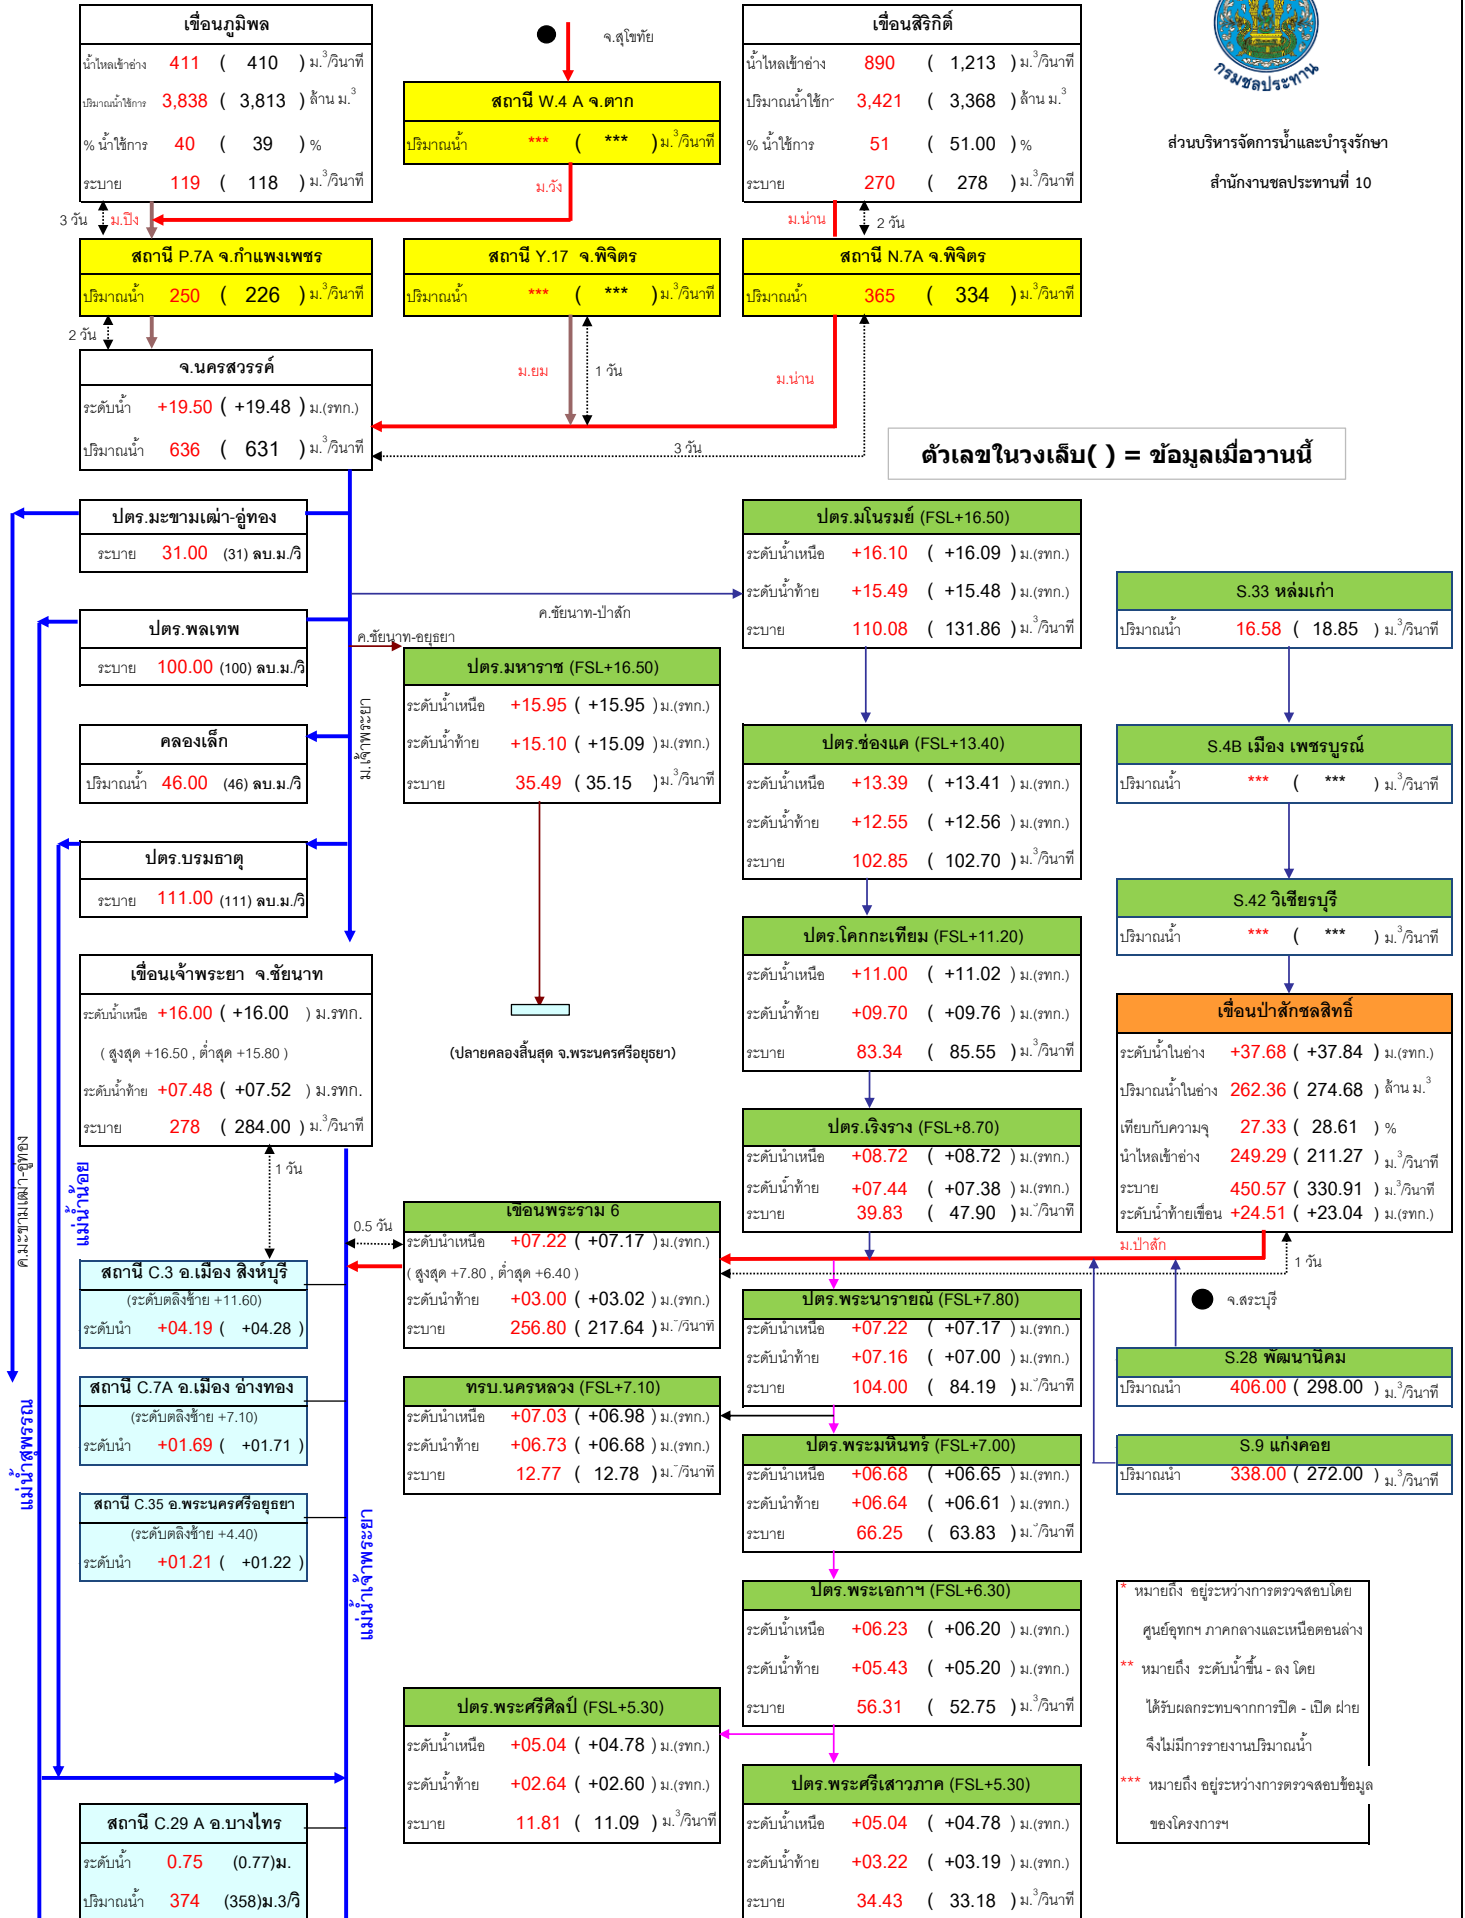 เขื่อนภูมิพล
น้ำไหลเข้าอ่าง 411 ( 410 ) ม.³/วินาที
ปริมาณน้ำใช้การ 3,838 ( 3,813 ) ล้าน ม.³
% น้ำใช้การ 40 ( 39 ) %
ระบาย 119 ( 118 ) ม.³/วินาที
จ.สุโขทัย
สถานี W.4 A จ.ตาก
ปริมาณน้ำ *** ( *** ) ม.³/วินาที
เขื่อนสิริกิติ์
น้ำไหลเข้าอ่าง 890 ( 1,213 ) ม.³/วินาที
ปริมาณน้ำใช้กา 3,421 ( 3,368 ) ล้าน ม.³
% น้ำใช้การ 51 ( 51.00 ) %
ระบาย 270 ( 278 ) ม.³/วินาที
กรมชลประทาน
ส่วนบริหารจัดการน้ำและบำรุงรักษา
สำนักงานชลประทานที่ 10
3 วัน ม.ปิง
ม.วัง
ม.น่าน
2 วัน
สถานี P.7A จ.กำแพงเพชร
ปริมาณน้ำ 250 ( 226 ) ม.³/วินาที
สถานี Y.17 จ.พิจิตร
ปริมาณน้ำ *** ( *** ) ม.³/วินาที
สถานี N.7A จ.พิจิตร
ปริมาณน้ำ 365 ( 334 ) ม.³/วินาที
2 วัน
ม.ยม
1 วัน
ม.น่าน
จ.นครสวรรค์
ระดับน้ำ +19.50 ( +19.48 ) ม.(รทก.)
ปริมาณน้ำ 636 ( 631 ) ม.³/วินาที
3 วัน
ตัวเลขในวงเล็บ( ) = ข้อมูลเมื่อวานนี้
ปตร.มะขามเฒ่า-อู่ทอง
ระบาย 31.00 (31) ลบ.ม./วิ
ปตร.พลเทพ
ระบาย 100.00 (100) ลบ.ม./วิ
คลองเล็ก
ปริมาณน้ำ 46.00 (46) ลบ.ม./วิ
ปตร.บรมธาตุ
ระบาย 111.00 (111) ลบ.ม./วิ
ค.ชัยนาท-ป่าสัก
ค.ชัยนาท-อยุธยา
ม.เจ้าพระยา
ปตร.มหาราช (FSL+16.50)
ระดับน้ำเหนือ +15.95 ( +15.95 ) ม.(รทก.)
ระดับน้ำท้าย +15.10 ( +15.09 ) ม.(รทก.)
ระบาย 35.49 ( 35.15 ) ม.³/วินาที
(ปลายคลองสิ้นสุด จ.พระนครศรีอยุธยา)
ปตร.มโนรมย์ (FSL+16.50)
ระดับน้ำเหนือ +16.10 ( +16.09 ) ม.(รทก.)
ระดับน้ำท้าย +15.49 ( +15.48 ) ม.(รทก.)
ระบาย 110.08 ( 131.86 ) ม.³/วินาที
ปตร.ช่องแค (FSL+13.40)
ระดับน้ำเหนือ +13.39 ( +13.41 ) ม.(รทก.)
ระดับน้ำท้าย +12.55 ( +12.56 ) ม.(รทก.)
ระบาย 102.85 ( 102.70 ) ม.³/วินาที
ปตร.โคกกะเทียม (FSL+11.20)
ระดับน้ำเหนือ +11.00 ( +11.02 ) ม.(รทก.)
ระดับน้ำท้าย +09.70 ( +09.76 ) ม.(รทก.)
ระบาย 83.34 ( 85.55 ) ม.³/วินาที
ปตร.เริงราง (FSL+8.70)
ระดับน้ำเหนือ +08.72 ( +08.72 ) ม.(รทก.)
ระดับน้ำท้าย +07.44 ( +07.38 ) ม.(รทก.)
ระบาย 39.83 ( 47.90 ) ม.³/วินาที
S.33 หล่มเก่า
ปริมาณน้ำ 16.58 ( 18.85 ) ม.³/วินาที
S.4B เมือง เพชรบูรณ์
ปริมาณน้ำ *** ( *** ) ม.³/วินาที
S.42 วิเชียรบุรี
ปริมาณน้ำ *** ( *** ) ม.³/วินาที
เขื่อนป่าสักชลสิทธิ์
ระดับน้ำในอ่าง +37.68 ( +37.84 ) ม.(รทก.)
ปริมาณน้ำในอ่าง 262.36 ( 274.68 ) ล้าน ม.³
เทียบกับความจุ 27.33 ( 28.61 ) %
น้ำไหลเข้าอ่าง 249.29 ( 211.27 ) ม.³/วินาที
ระบาย 450.57 ( 330.91 ) ม.³/วินาที
ระดับน้ำท้ายเขื่อน +24.51 ( +23.04 ) ม.(รทก.)
ม.ป่าสัก
1 วัน
จ.สระบุรี
เขื่อนเจ้าพระยา จ.ชัยนาท
ระดับน้ำเหนือ +16.00 ( +16.00 ) ม.รทก.
( สูงสุด +16.50 , ต่ำสุด +15.80 )
ระดับน้ำท้าย +07.48 ( +07.52 ) ม.รทก.
ระบาย 278 ( 284.00 ) ม.³/วินาที
1 วัน
0.5 วัน
ค.มะขามเฒ่า-อู่ทอง
แม่น้ำน้อย
แม่น้ำสุพรรณ
แม่น้ำเจ้าพระยา
สถานี C.3 อ.เมือง สิงห์บุรี
(ระดับตลิ่งซ้าย +11.60)
ระดับน้ำ +04.19 ( +04.28 )
สถานี C.7A อ.เมือง อ่างทอง
(ระดับตลิ่งซ้าย +7.10)
ระดับน้ำ +01.69 ( +01.71 )
สถานี C.35 อ.พระนครศรีอยุธยา
(ระดับตลิ่งซ้าย +4.40)
ระดับน้ำ +01.21 ( +01.22 )
สถานี C.29 A อ.บางไทร
ระดับน้ำ 0.75 (0.77)ม.
ปริมาณน้ำ 374 (358)ม.3/วิ
เขื่อนพระราม 6
ระดับน้ำเหนือ +07.22 ( +07.17 ) ม.(รทก.)
( สูงสุด +7.80 , ต่ำสุด +6.40 )
ระดับน้ำท้าย +03.00 ( +03.02 ) ม.(รทก.)
ระบาย 256.80 ( 217.64 ) ม.³/วินาที
ทรบ.นครหลวง (FSL+7.10)
ระดับน้ำเหนือ +07.03 ( +06.98 ) ม.(รทก.)
ระดับน้ำท้าย +06.73 ( +06.68 ) ม.(รทก.)
ระบาย 12.77 ( 12.78 ) ม.³/วินาที
ปตร.พระศรีศิลป์ (FSL+5.30)
ระดับน้ำเหนือ +05.04 ( +04.78 ) ม.(รทก.)
ระดับน้ำท้าย +02.64 ( +02.60 ) ม.(รทก.)
ระบาย 11.81 ( 11.09 ) ม.³/วินาที
ปตร.พระนารายณ์ (FSL+7.80)
ระดับน้ำเหนือ +07.22 ( +07.17 ) ม.(รทก.)
ระดับน้ำท้าย +07.16 ( +07.00 ) ม.(รทก.)
ระบาย 104.00 ( 84.19 ) ม.³/วินาที
ปตร.พระมหินทร์ (FSL+7.00)
ระดับน้ำเหนือ +06.68 ( +06.65 ) ม.(รทก.)
ระดับน้ำท้าย +06.64 ( +06.61 ) ม.(รทก.)
ระบาย 66.25 ( 63.83 ) ม.³/วินาที
ปตร.พระเอกาฯ (FSL+6.30)
ระดับน้ำเหนือ +06.23 ( +06.20 ) ม.(รทก.)
ระดับน้ำท้าย +05.43 ( +05.20 ) ม.(รทก.)
ระบาย 56.31 ( 52.75 ) ม.³/วินาที
ปตร.พระศรีเสาวภาค (FSL+5.30)
ระดับน้ำเหนือ +05.04 ( +04.78 ) ม.(รทก.)
ระดับน้ำท้าย +03.22 ( +03.19 ) ม.(รทก.)
ระบาย 34.43 ( 33.18 ) ม.³/วินาที
S.28 พัฒนานิคม
ปริมาณน้ำ 406.00 ( 298.00 ) ม.³/วินาที
S.9 แก่งคอย
ปริมาณน้ำ 338.00 ( 272.00 ) ม.³/วินาที
* หมายถึง อยู่ระหว่างการตรวจสอบโดย
ศูนย์อุทกฯ ภาคกลางและเหนือตอนล่าง
** หมายถึง ระดับน้ำขึ้น - ลง โดย
ได้รับผลกระทบจากการปิด - เปิด ฝาย
จึงไม่มีการรายงานปริมาณน้ำ
*** หมายถึง อยู่ระหว่างการตรวจสอบข้อมูล
ของโครงการฯ